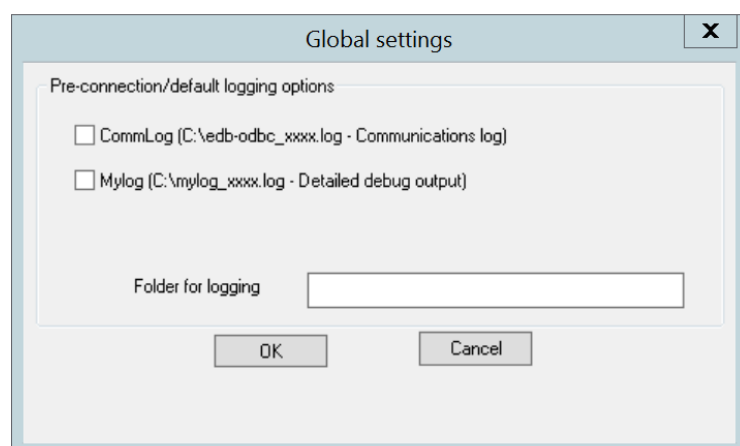 Global settings
X
Pre-connection/default logging options
CommLog (C:\edb-odbc_xxxx.log - Communications log)
Mylog (C:\mylog_xxxx.log - Detailed debug output)
Folder for logging
OK Cancel